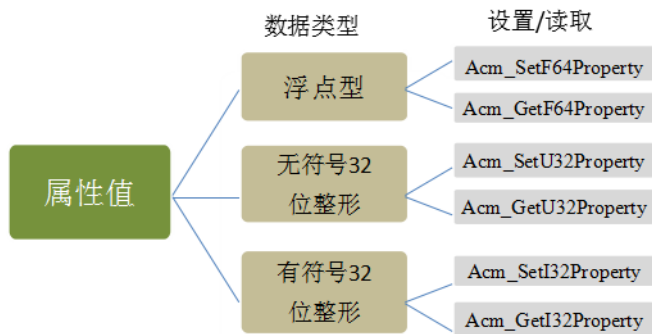 数据类型
设置/读取
属性值
浮点型
Acm_SetF64Property
Acm_GetF64Property
无符号32
位整形
Acm_SetU32Property
Acm_GetU32Property
有符号32
位整形
Acm_SetI32Property
Acm_GetI32Property